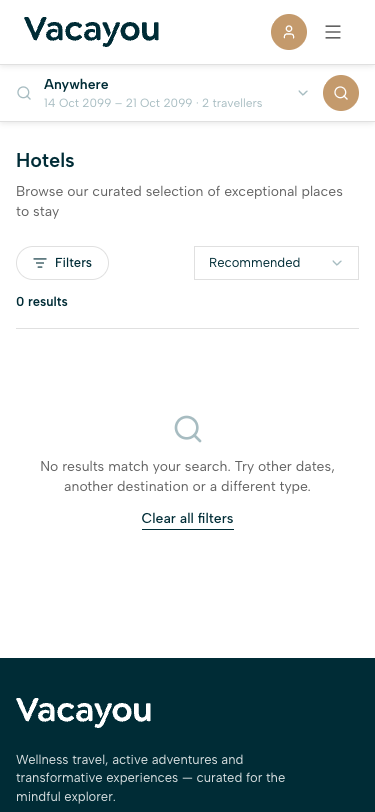 Vacayou
Anywhere
14 Oct 2099 – 21 Oct 2099 · 2 travellers
Hotels
Browse our curated selection of exceptional places
to stay
Filters
Recommended
0 results
No results match your search. Try other dates,
another destination or a different type.
Clear all filters
Vacayou
Wellness travel, active adventures and
transformative experiences — curated for the
mindful explorer.